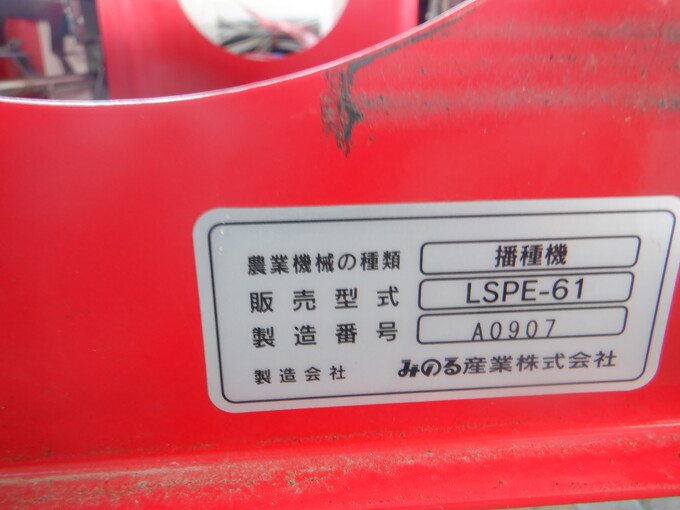 農業機械の種類 播種機
販売型式 LSPE-61
製造番号 A0907
製造会社 みのる産業株式会社